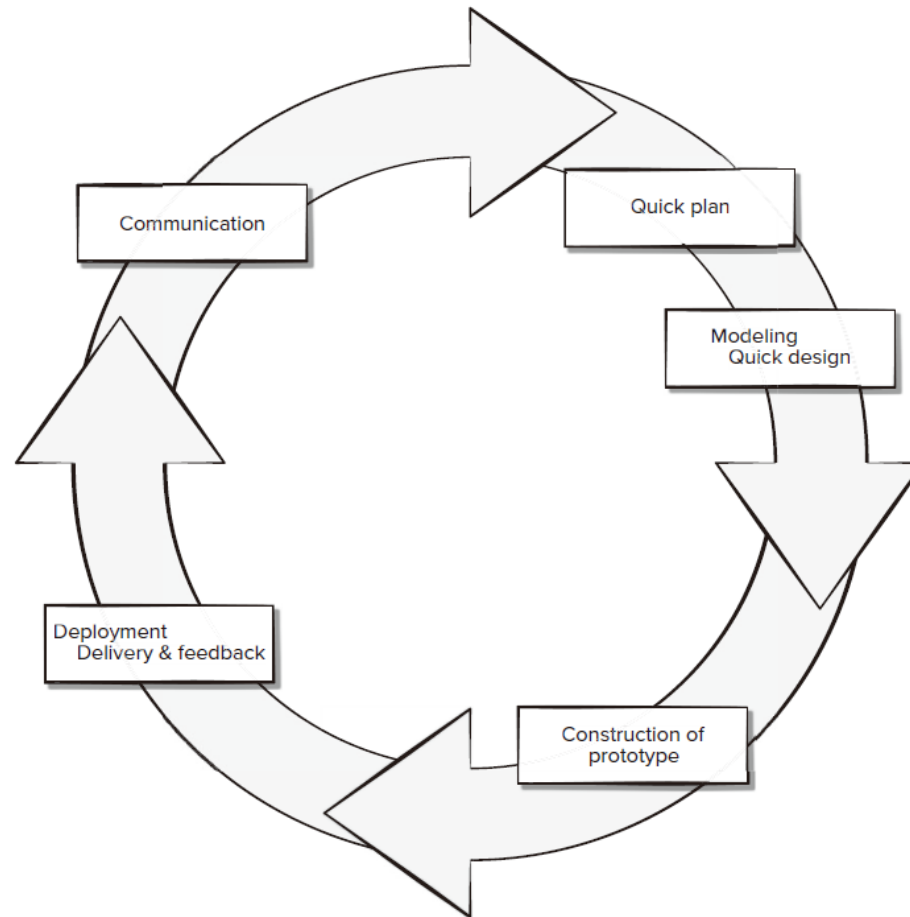 Communication
Quick plan
Modeling
Quick design
Construction of
prototype
Deployment
Delivery & feedback